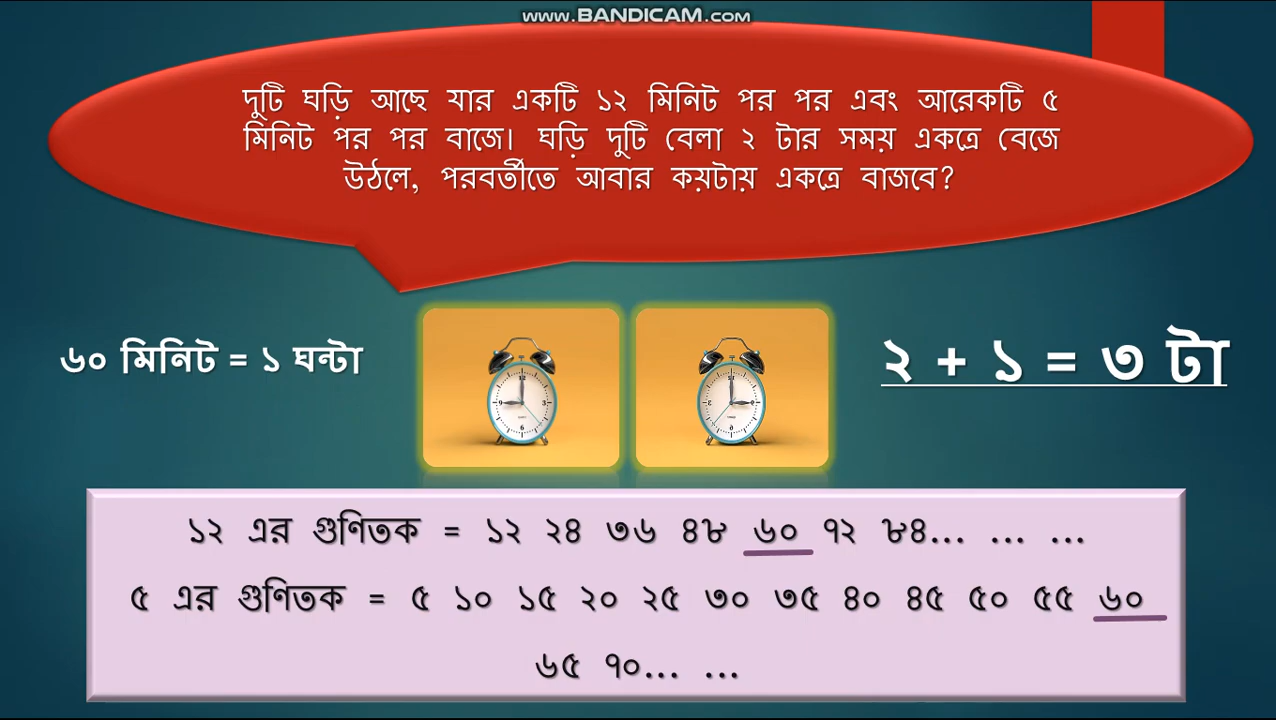 www.BANDICAM.com
দুটি ঘড়ি আছে যার একটি ১২ মিনিট পর পর এবং আরেকটি ৫
মিনিট পর পর বাজে। ঘড়ি দুটি বেলা ২ টার সময় একত্রে বেজে
উঠলে, পরবর্তীতে আবার কয়টায় একত্রে বাজবে?
৬০ মিনিট = ১ ঘন্টা
২ + ১ = ৩ টা
১২ এর গুণিতক = ১২ ২৪ ৩৬ ৪৮ ৬০ ৭২ ৮৪... ... ...
৫ এর গুণিতক = ৫ ১০ ১৫ ২০ ২৫ ৩০ ৩৫ ৪০ ৪৫ ৫০ ৫৫ ৬০
৬৫ ৭০... ...